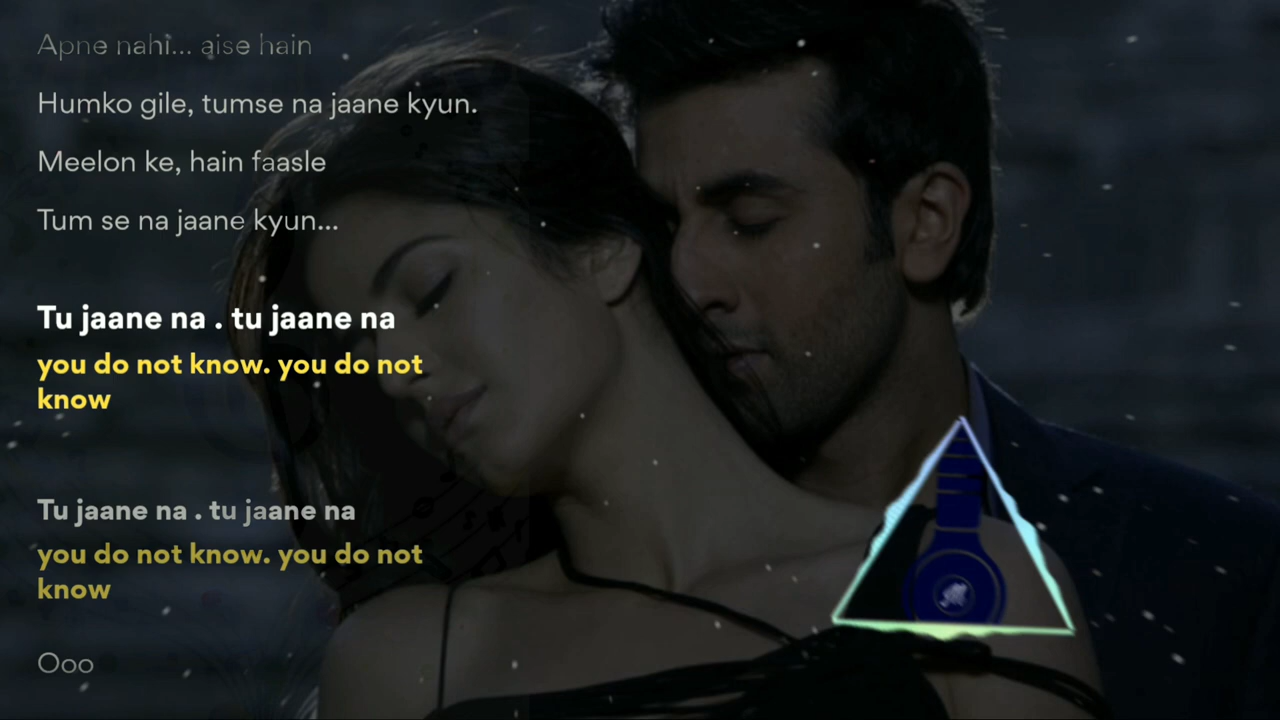 Apne nahi... aise hain
Humko gile, tumse na jaane kyun.
Meelon ke, hain faasle
Tum se na jaane kyun...
Tu jaane na . tu jaane na
you do not know. you do not
know
Tu jaane na . tu jaane na
you do not know. you do not
know
Ooo